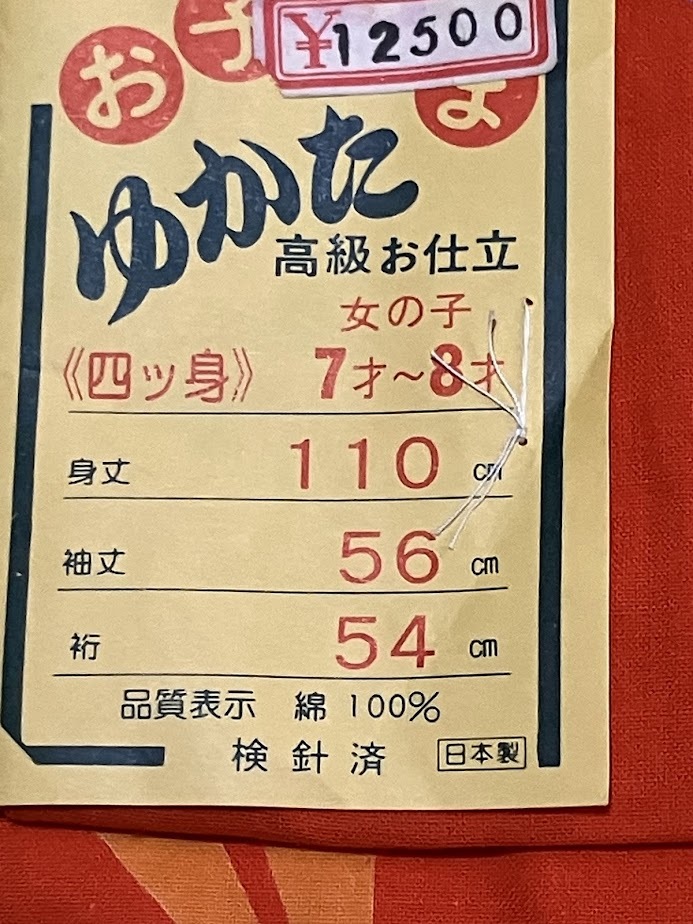 ¥12500
お子 ま
ゆかた
高級お仕立
女の子
《四ッ身》 7才〜8才
身丈 110 cm
袖丈 56 cm
裄 54 cm
品質表示 綿 100%
検針済 日本製